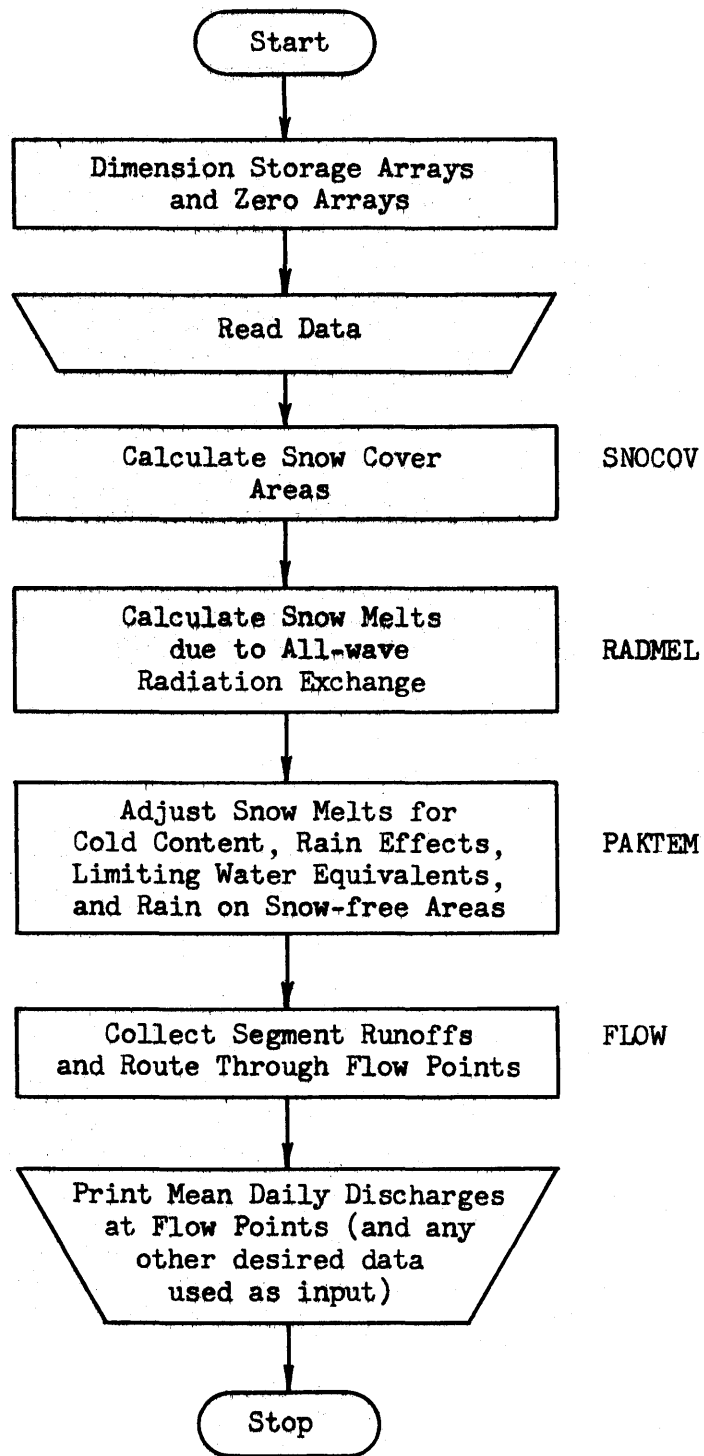 Start
Dimension Storage Arrays
and Zero Arrays
Read Data
Calculate Snow Cover
Areas
SNOCOV
Calculate Snow Melts
due to All-wave
Radiation Exchange
RADMEL
Adjust Snow Melts for
Cold Content, Rain Effects,
Limiting Water Equivalents,
and Rain on Snow-free Areas
PAKTEM
Collect Segment Runoffs
and Route Through Flow Points
FLOW
Print Mean Daily Discharges
at Flow Points (and any
other desired data
used as input)
Stop